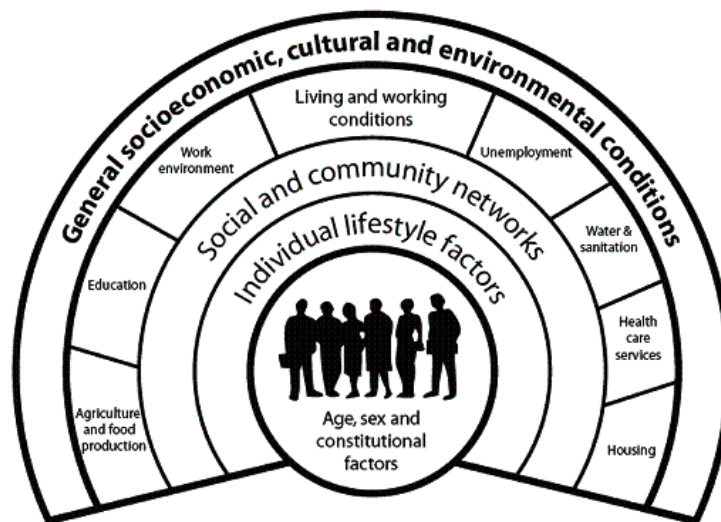 General socioeconomic, cultural and environmental conditions
Living and working
conditions
Work
environment
Unemployment
Social and community networks
Water &
sanitation
Individual lifestyle factors
Education
Health
care
services
Agriculture
and food
production
Age, sex and
constitutional
factors
Housing